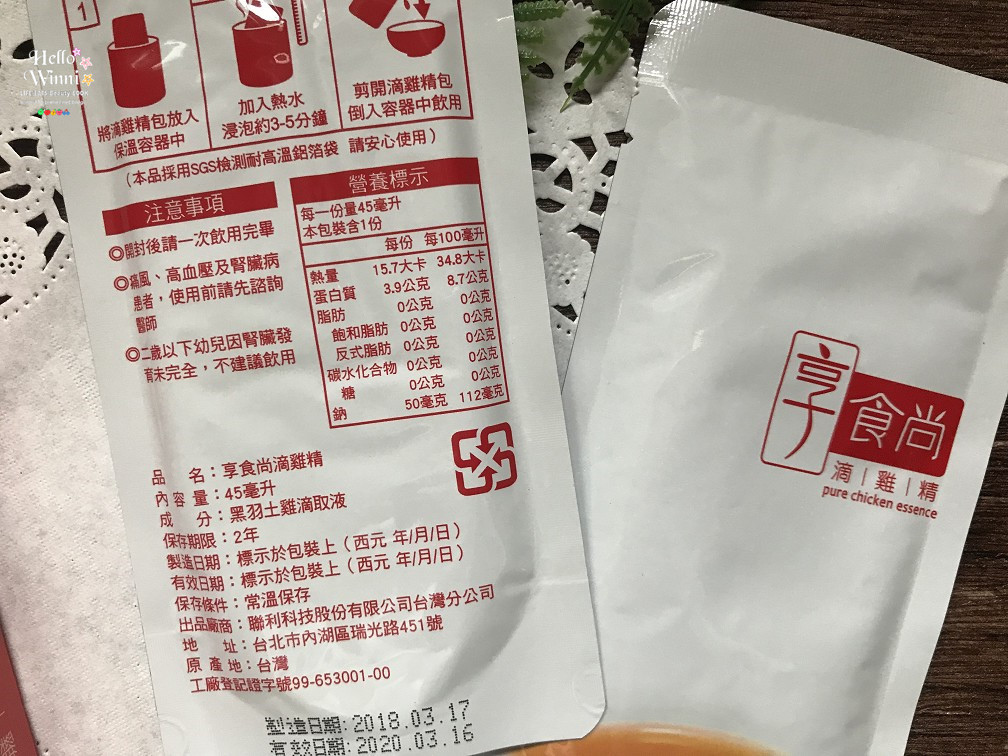 Hello
Winni
1
將滴雞精包放入
保溫容器中
加入熱水
浸泡約3-5分鐘
剪開滴雞精包
倒入容器中飲用
(本品採用SGS檢測耐高溫鋁箔袋 請安心使用)
注意事項
◎開封後請一次飲用完畢
◎痛風、高血壓及腎臟病
患者，使用前請先諮詢
醫師
◎二歲以下幼兒因腎臟發
育未完全，不建議飲用
營養標示
每一份量45毫升
本包裝含1份
每份 每100毫升
熱量 15.7大卡 34.8大卡
蛋白質 3.9公克 8.7公克
脂肪 0公克 0公克
飽和脂肪 0公克 0公克
反式脂肪 0公克 0公克
碳水化合物 0公克 0公克
糖 0公克 0公克
鈉 50毫克 112毫克
品 名：享食尚滴雞精
內容量：45毫升
成 分：黑羽土雞滴取液
保存期限：2年
製造日期：標示於包裝上（西元 年/月/日）
有效日期：標示於包裝上（西元 年/月/日）
保存條件：常溫保存
出品廠商：聯利科技股份有限公司台灣分公司
地 址：台北市內湖區瑞光路451號
原 產 地：台灣
工廠登記證字號99-653001-00
製造日期:2018.03.17
有效日期:2020.03.16
享食尚
滴|雞|精
pure chicken essence